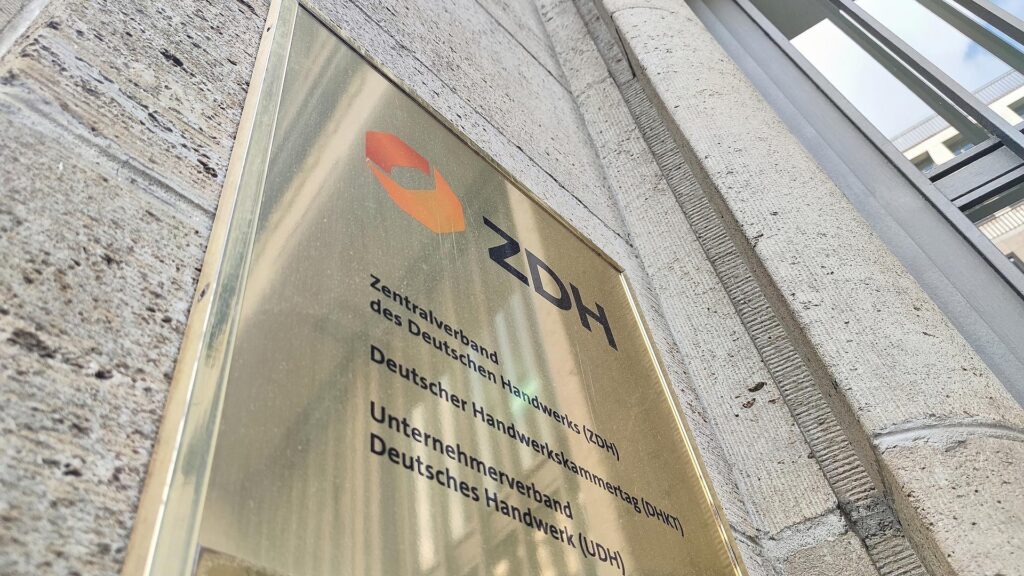 ZDH
Zentralverband
des Deutschen Handwerks (ZDH)
Deutscher Handwerkskammertag (DHKT)
Unternehmerverband
Deutsches Handwerk (UDH)